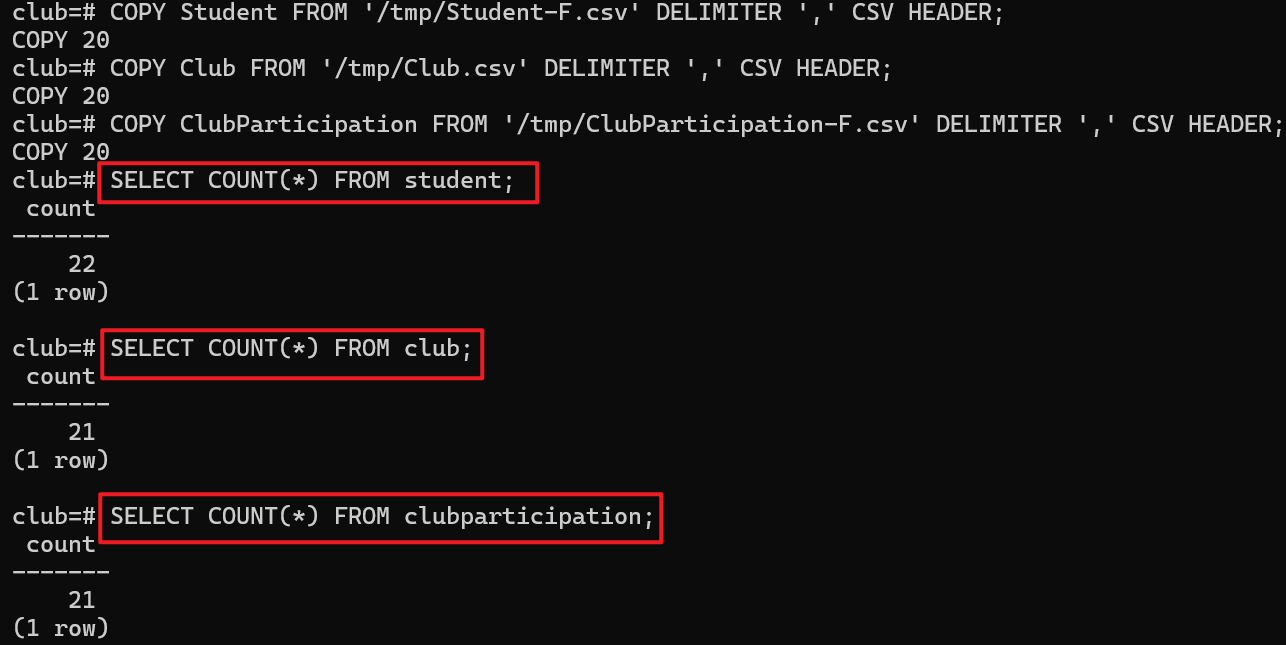 club=# COPY Student FROM '/tmp/Student-F.csv' DELIMITER ',' CSV HEADER;
COPY 20
club=# COPY Club FROM '/tmp/Club.csv' DELIMITER ',' CSV HEADER;
COPY 20
club=# COPY ClubParticipation FROM '/tmp/ClubParticipation-F.csv' DELIMITER ',' CSV HEADER;
COPY 20
club=# SELECT COUNT(*) FROM student;
 count
-------
    22
(1 row)

club=# SELECT COUNT(*) FROM club;
 count
-------
    21
(1 row)

club=# SELECT COUNT(*) FROM clubparticipation;
 count
-------
    21
(1 row)